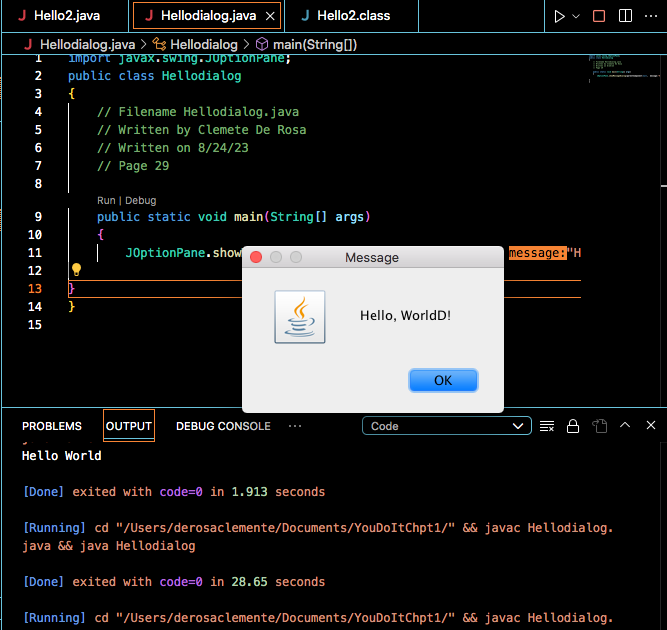 Hello2.java
Hellodialog.java
Hello2.class
Hellodialog.java > Hellodialog > main(String[])
1 import javax.swing.JOptionPane;
2 public class Hellodialog
3 {
4 // Filename Hellodialog.java
5 // Written by Clemete De Rosa
6 // Written on 8/24/23
7 // Page 29
8
Run | Debug
9 public static void main(String[] args)
10 {
11 JOptionPane.show message:"H
12
13 }
14 }
15
Message
Hello, WorldD!
OK
PROBLEMS OUTPUT DEBUG CONSOLE ··· Code
Hello World
[Done] exited with code=0 in 1.913 seconds
[Running] cd "/Users/derosaclemente/Documents/YouDoItChpt1/" && javac Hellodialog.
java && java Hellodialog
[Done] exited with code=0 in 28.65 seconds
[Running] cd "/Users/derosaclemente/Documents/YouDoItChpt1/" && javac Hellodialog.